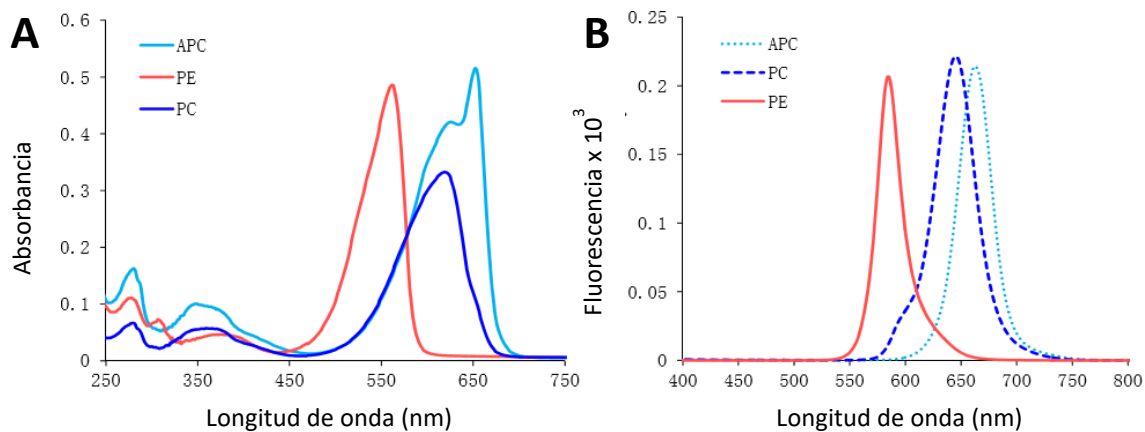 A
0.6
0.5
0.4
0.3
0.2
0.1
0
APC
PE
PC
Absorbancia
250
350
450
550
650
750
Longitud de onda (nm)
B
0.25
0.2
0.15
0.1
0.05
0
APC
PC
PE
Fluorescencia x 10³
400
450
500
550
600
650
700
750
800
Longitud de onda (nm)